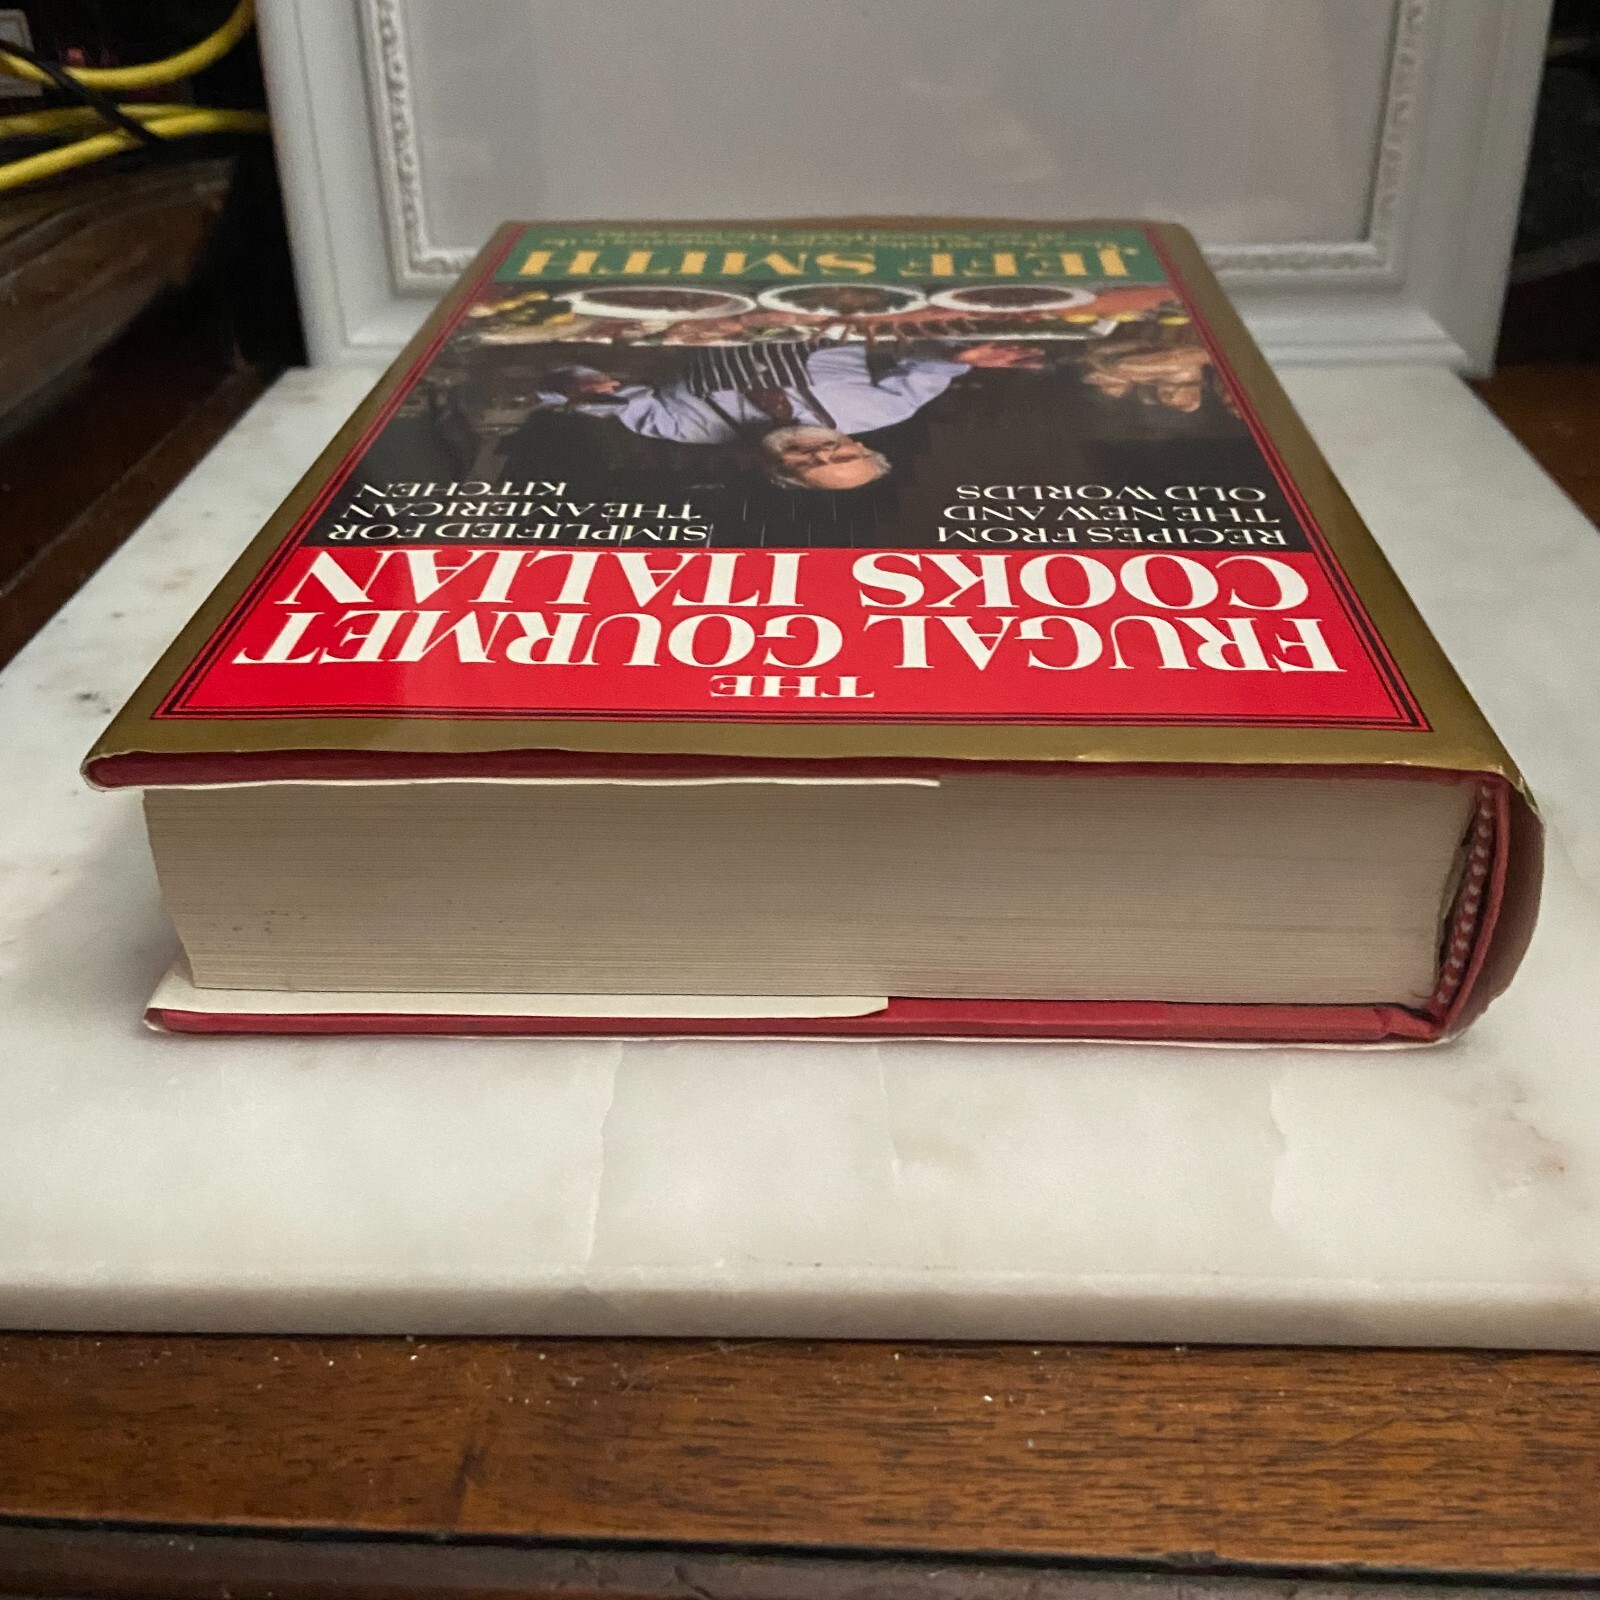 THE
FRUGAL GOURMET
COOKS ITALIAN
RECIPES FROM
THE NEW AND
OLD WORLDS
SIMPLIFIED FOR
THE AMERICAN
KITCHEN
JEFF SMITH